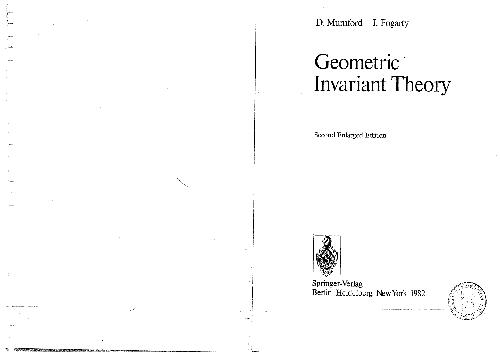 D. Mumford J. Fogarty
Geometric
Invariant Theory
Second Enlarged Edition
Springer-Verlag
Berlin Heidelberg New York 1982